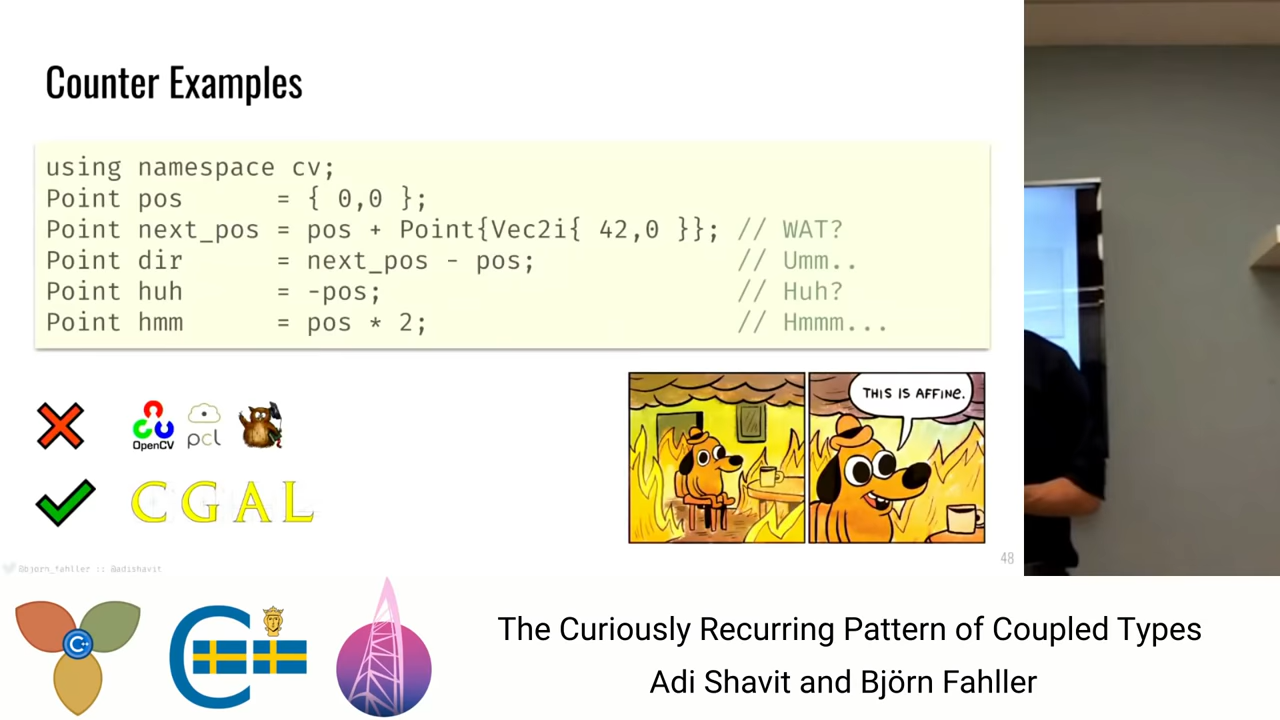 Counter Examples
using namespace cv;
Point pos = { 0,0 };
Point next_pos = pos + Point{Vec2i{ 42,0 }}; // WAT?
Point dir = next_pos - pos; // Umm..
Point huh = -pos; // Huh?
Point hmm = pos * 2; // Hmmm...
THIS IS AFFINE.
OpenCV
pcl
CGAL
48
@bjorn_fahller :: @adishavit
C++
The Curiously Recurring Pattern of Coupled Types
Adi Shavit and Björn Fahller